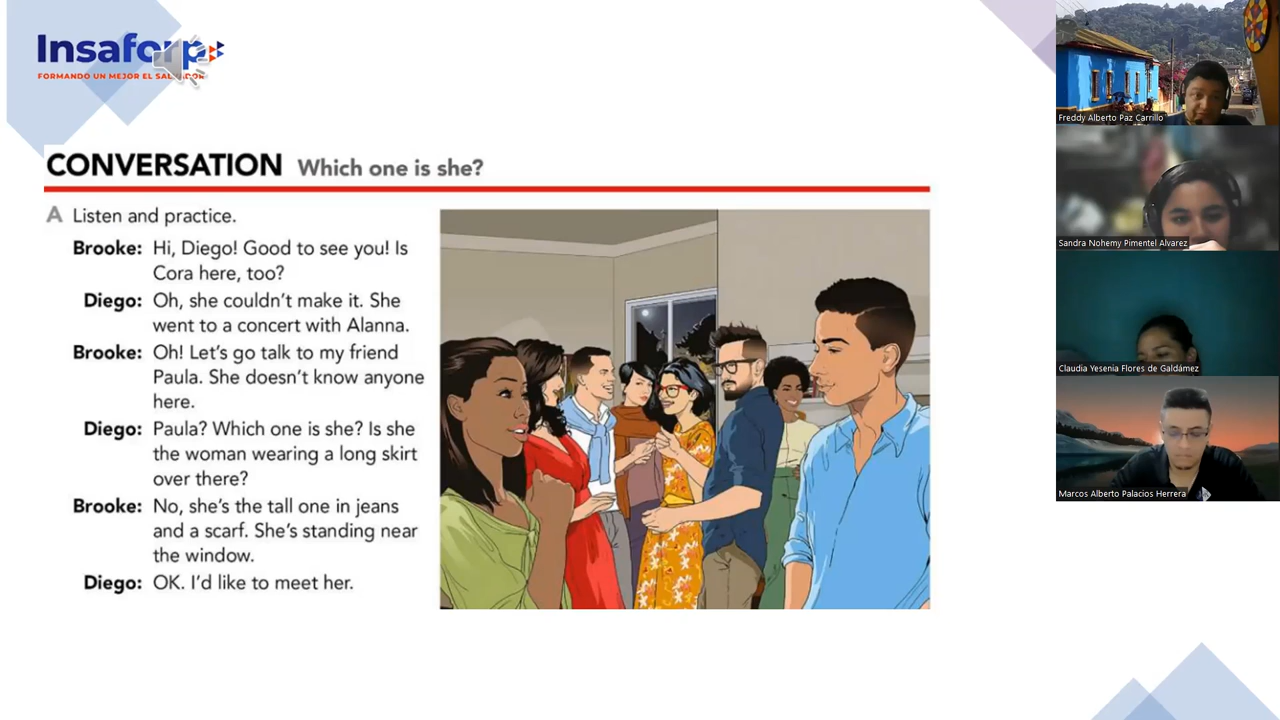 Insaforp
FORMANDO UN MEJOR EL SALVADOR
CONVERSATION Which one is she?
A Listen and practice.
Brooke: Hi, Diego! Good to see you! Is
Cora here, too?
Diego: Oh, she couldn't make it. She
went to a concert with Alanna.
Brooke: Oh! Let's go talk to my friend
Paula. She doesn't know anyone
here.
Diego: Paula? Which one is she? Is she
the woman wearing a long skirt
over there?
Brooke: No, she's the tall one in jeans
and a scarf. She's standing near
the window.
Diego: OK. I'd like to meet her.
Freddy Alberto Paz Carrillo
Sandra Nohemy Pimentel Alvarez
Claudia Yesenia Flores de Galdámez
Marcos Alberto Palacios Herrera